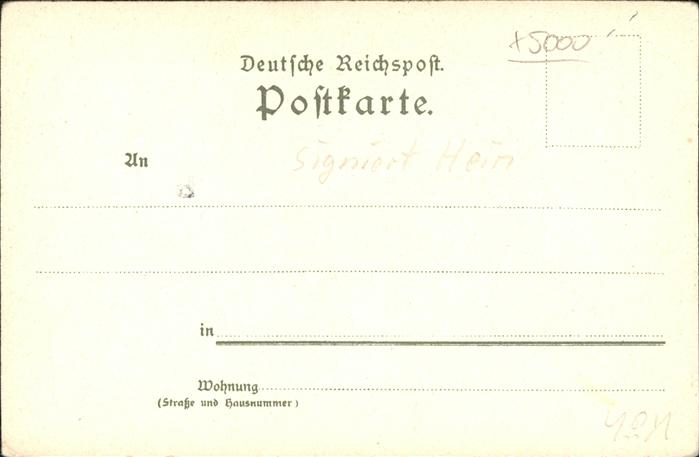 +5000
Deutsche Reichspost.
Postkarte.
An
Signiert Hein
in
Wohnung
(Straße und Hausnummer)